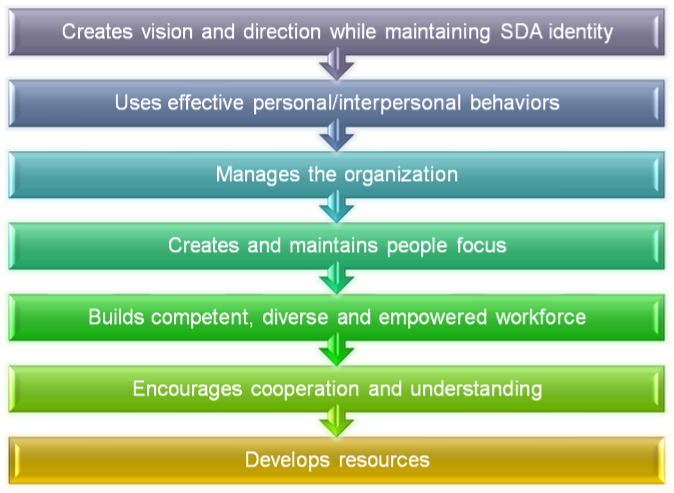 Creates vision and direction while maintaining SDA identity
Uses effective personal/interpersonal behaviors
Manages the organization
Creates and maintains people focus
Builds competent, diverse and empowered workforce
Encourages cooperation and understanding
Develops resources